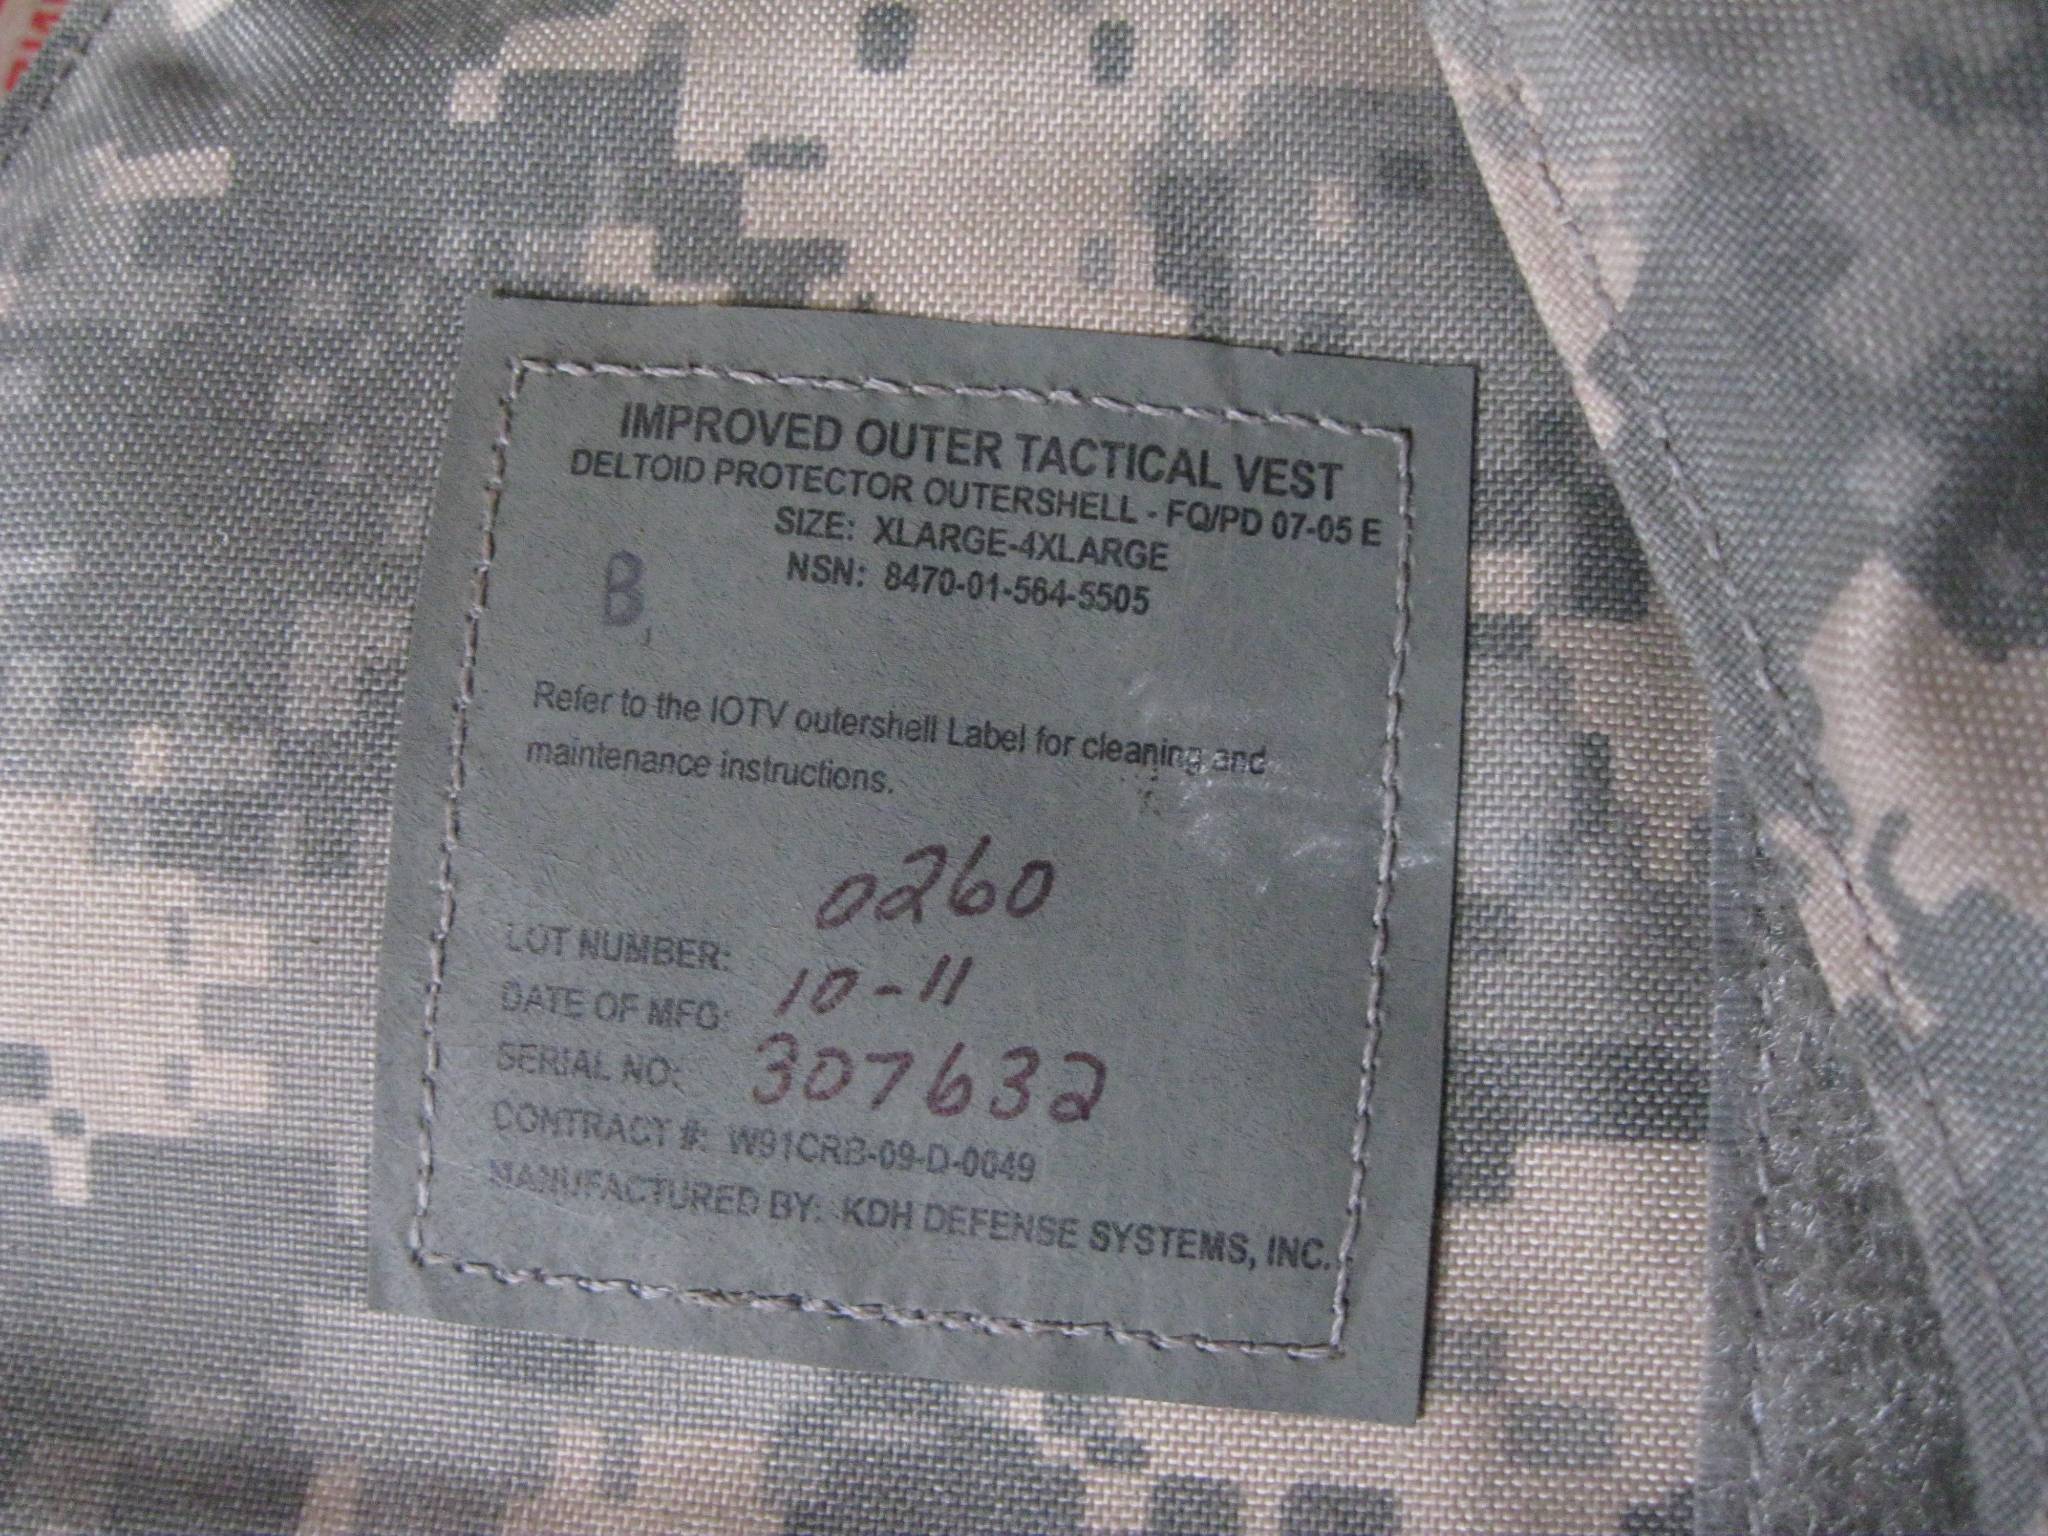 IMPROVED OUTER TACTICAL VEST
DELTOID PROTECTOR OUTERSHELL - FQ/PD 07-05 E
SIZE: XLARGE-4XLARGE
NSN: 8470-01-564-5505
B
Refer to the IOTV outershell Label for cleaning and
maintenance instructions.
LOT NUMBER: 0260
DATE OF MFG: 10-11
SERIAL NO: 307632
CONTRACT #: W91CRB-09-D-0049
MANUFACTURED BY: KDH DEFENSE SYSTEMS, INC.